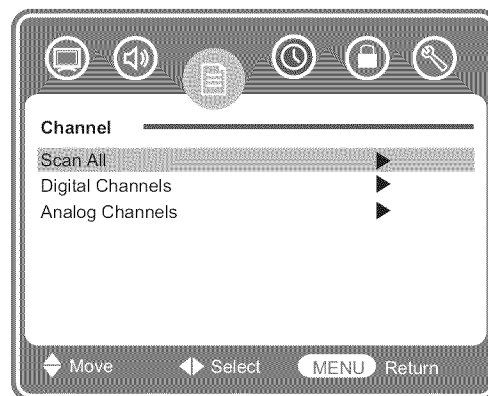 Channel
Scan All
Digital Channels
Analog Channels
Move Select MENU Return